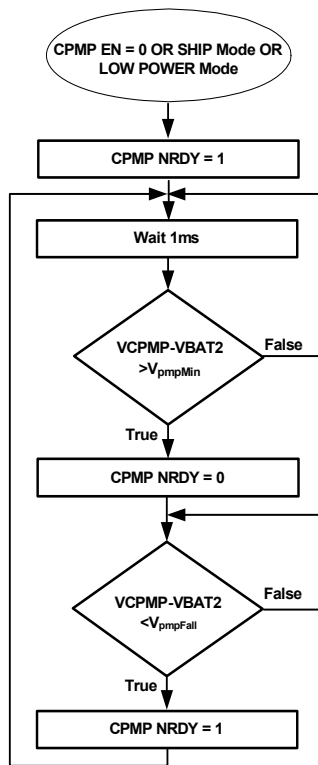 CPMP EN = 0 OR SHIP Mode OR
LOW POWER Mode
CPMP NRDY = 1
Wait 1ms
VCPMP-VBAT2
>VpmpMin
False
True
CPMP NRDY = 0
VCPMP-VBAT2
<VpmpFall
False
True
CPMP NRDY = 1